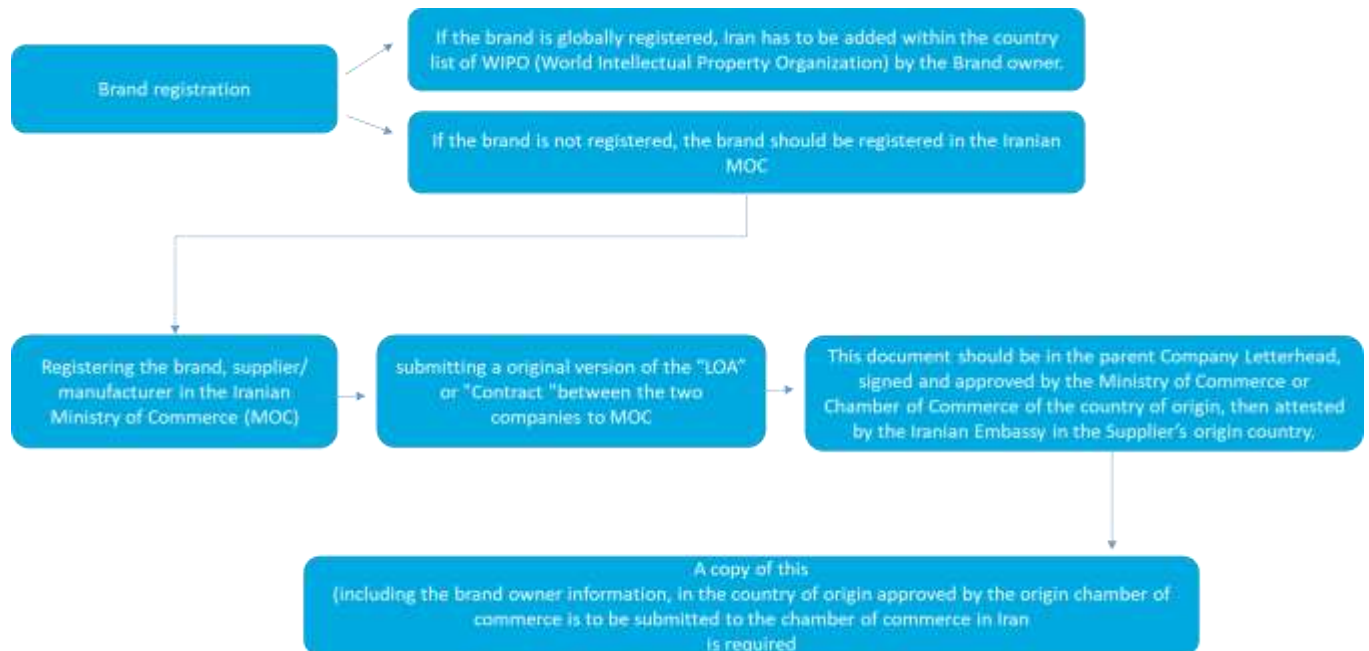 Brand registration
If the brand is globally registered, Iran has to be added within the country
list of WIPO (World Intellectual Property Organization) by the Brand owner.
If the brand is not registered, the brand should be registered in the Iranian
MOC
Registering the brand, supplier/
manufacturer in the Iranian
Ministry of Commerce (MOC)
submitting a original version of the "LOA"
or "Contract "between the two
companies to MOC
This document should be in the parent Company Letterhead,
signed and approved by the Ministry of Commerce or
Chamber of Commerce of the country of origin, then attested
by the Iranian Embassy in the Supplier's origin country.
A copy of this
(including the brand owner information, in the country of origin approved by the origin chamber of
commerce is to be submitted to the chamber of commerce in Iran
is required